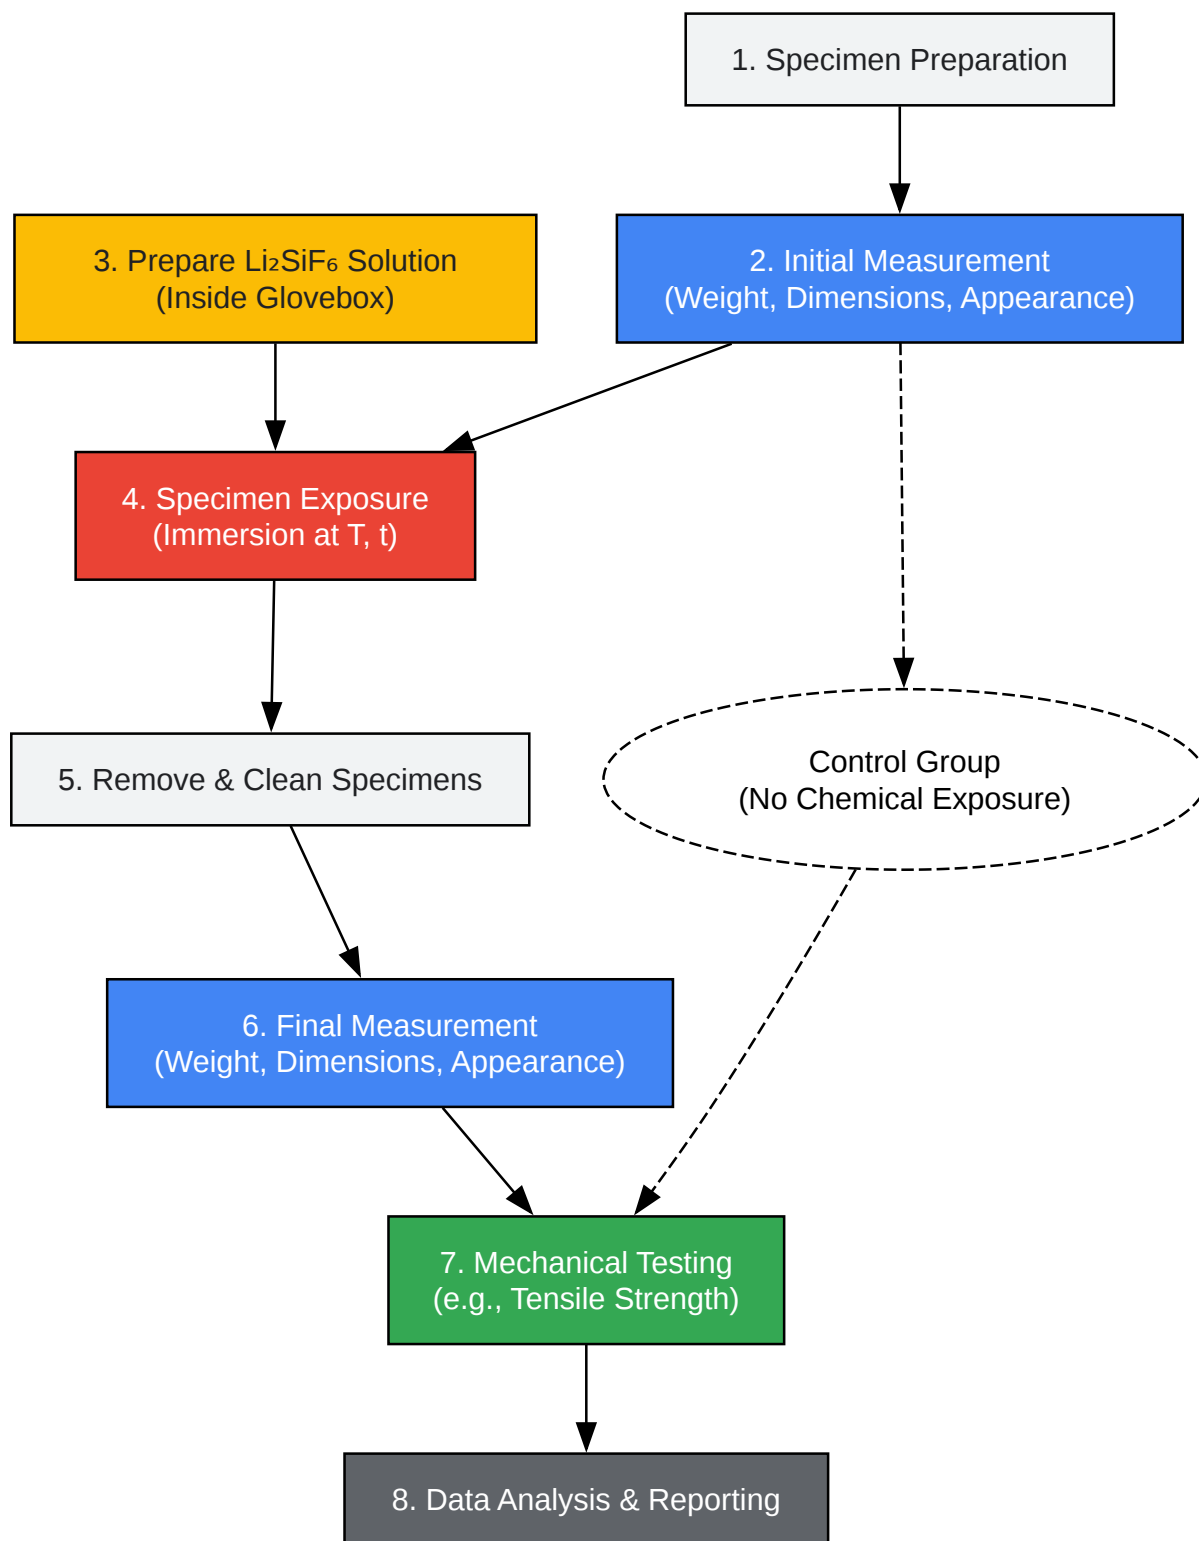 1. Specimen Preparation
3. Prepare Li₂SiF₆ Solution
(Inside Glovebox)
2. Initial Measurement
(Weight, Dimensions, Appearance)
4. Specimen Exposure
(Immersion at T, t)
5. Remove & Clean Specimens
Control Group
(No Chemical Exposure)
6. Final Measurement
(Weight, Dimensions, Appearance)
7. Mechanical Testing
(e.g., Tensile Strength)
8. Data Analysis & Reporting